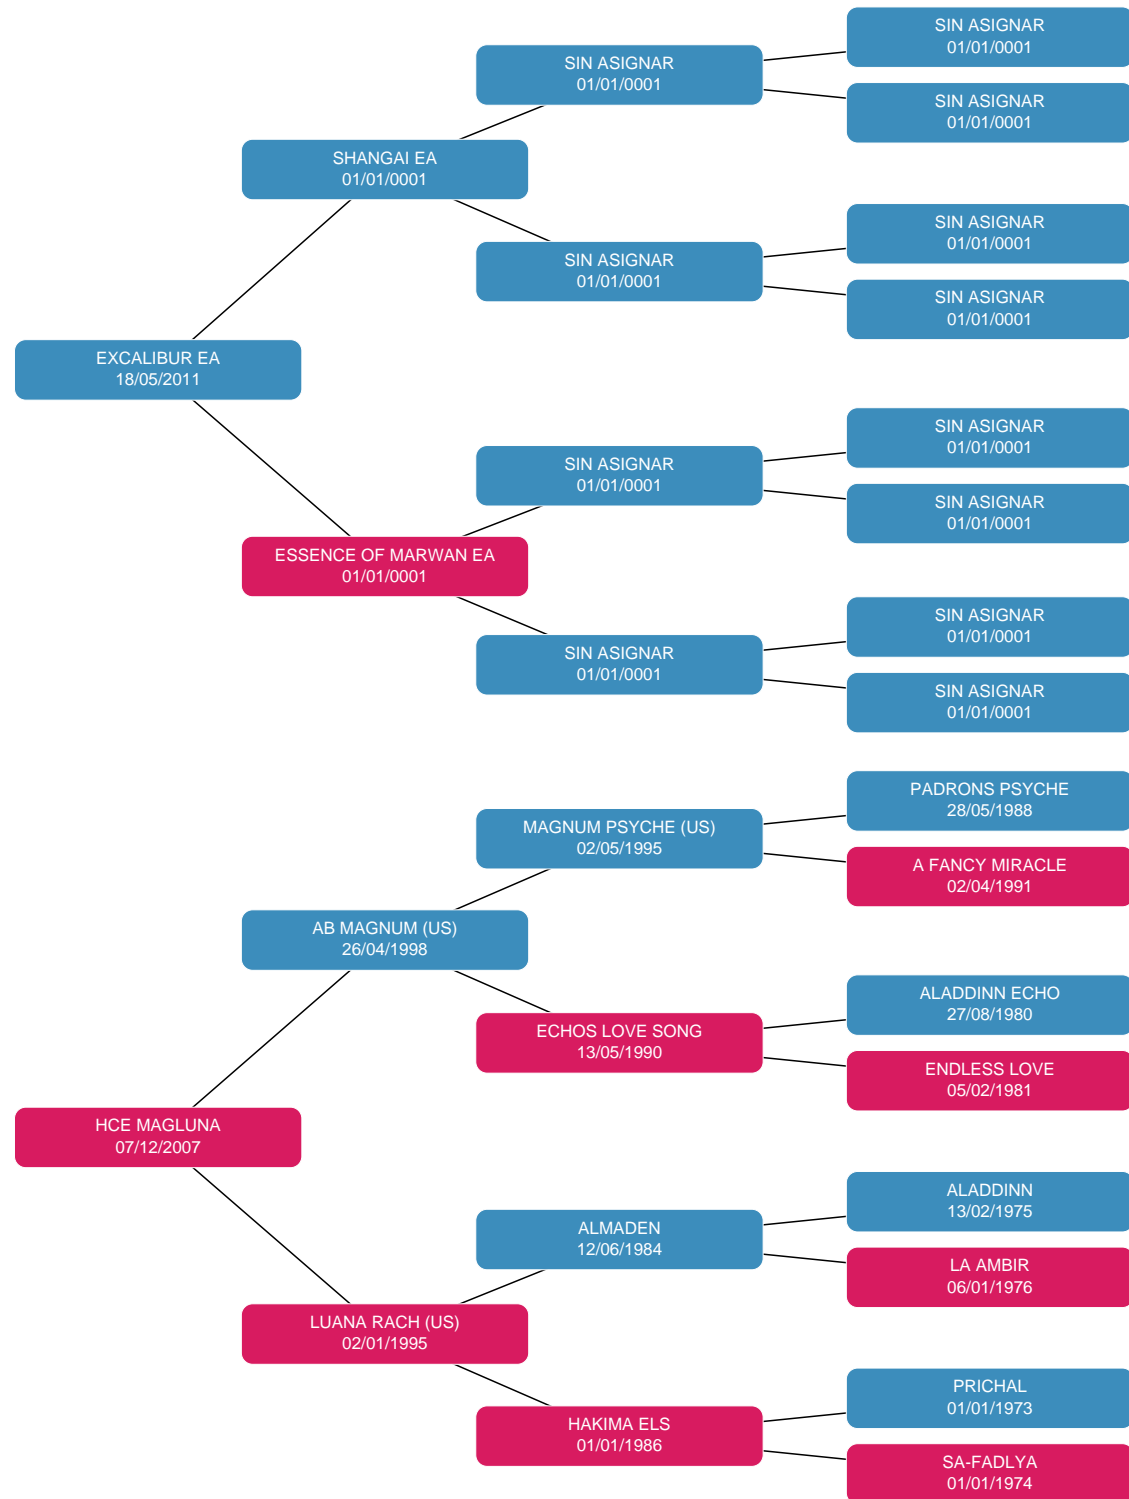 SIN ASIGNAR
01/01/0001
SIN ASIGNAR
01/01/0001
SIN ASIGNAR
01/01/0001
SHANGAI EA
01/01/0001
SIN ASIGNAR
01/01/0001
SIN ASIGNAR
01/01/0001
SIN ASIGNAR
01/01/0001
EXCALIBUR EA
18/05/2011
SIN ASIGNAR
01/01/0001
SIN ASIGNAR
01/01/0001
SIN ASIGNAR
01/01/0001
ESSENCE OF MARWAN EA
01/01/0001
SIN ASIGNAR
01/01/0001
SIN ASIGNAR
01/01/0001
SIN ASIGNAR
01/01/0001
PADRONS PSYCHE
28/05/1988
MAGNUM PSYCHE (US)
02/05/1995
A FANCY MIRACLE
02/04/1991
AB MAGNUM (US)
26/04/1998
ALADDINN ECHO
27/08/1980
ECHOS LOVE SONG
13/05/1990
ENDLESS LOVE
05/02/1981
HCE MAGLUNA
07/12/2007
ALADDINN
13/02/1975
ALMADEN
12/06/1984
LA AMBIR
06/01/1976
LUANA RACH (US)
02/01/1995
PRICHAL
01/01/1973
HAKIMA ELS
01/01/1986
SA-FADLYA
01/01/1974